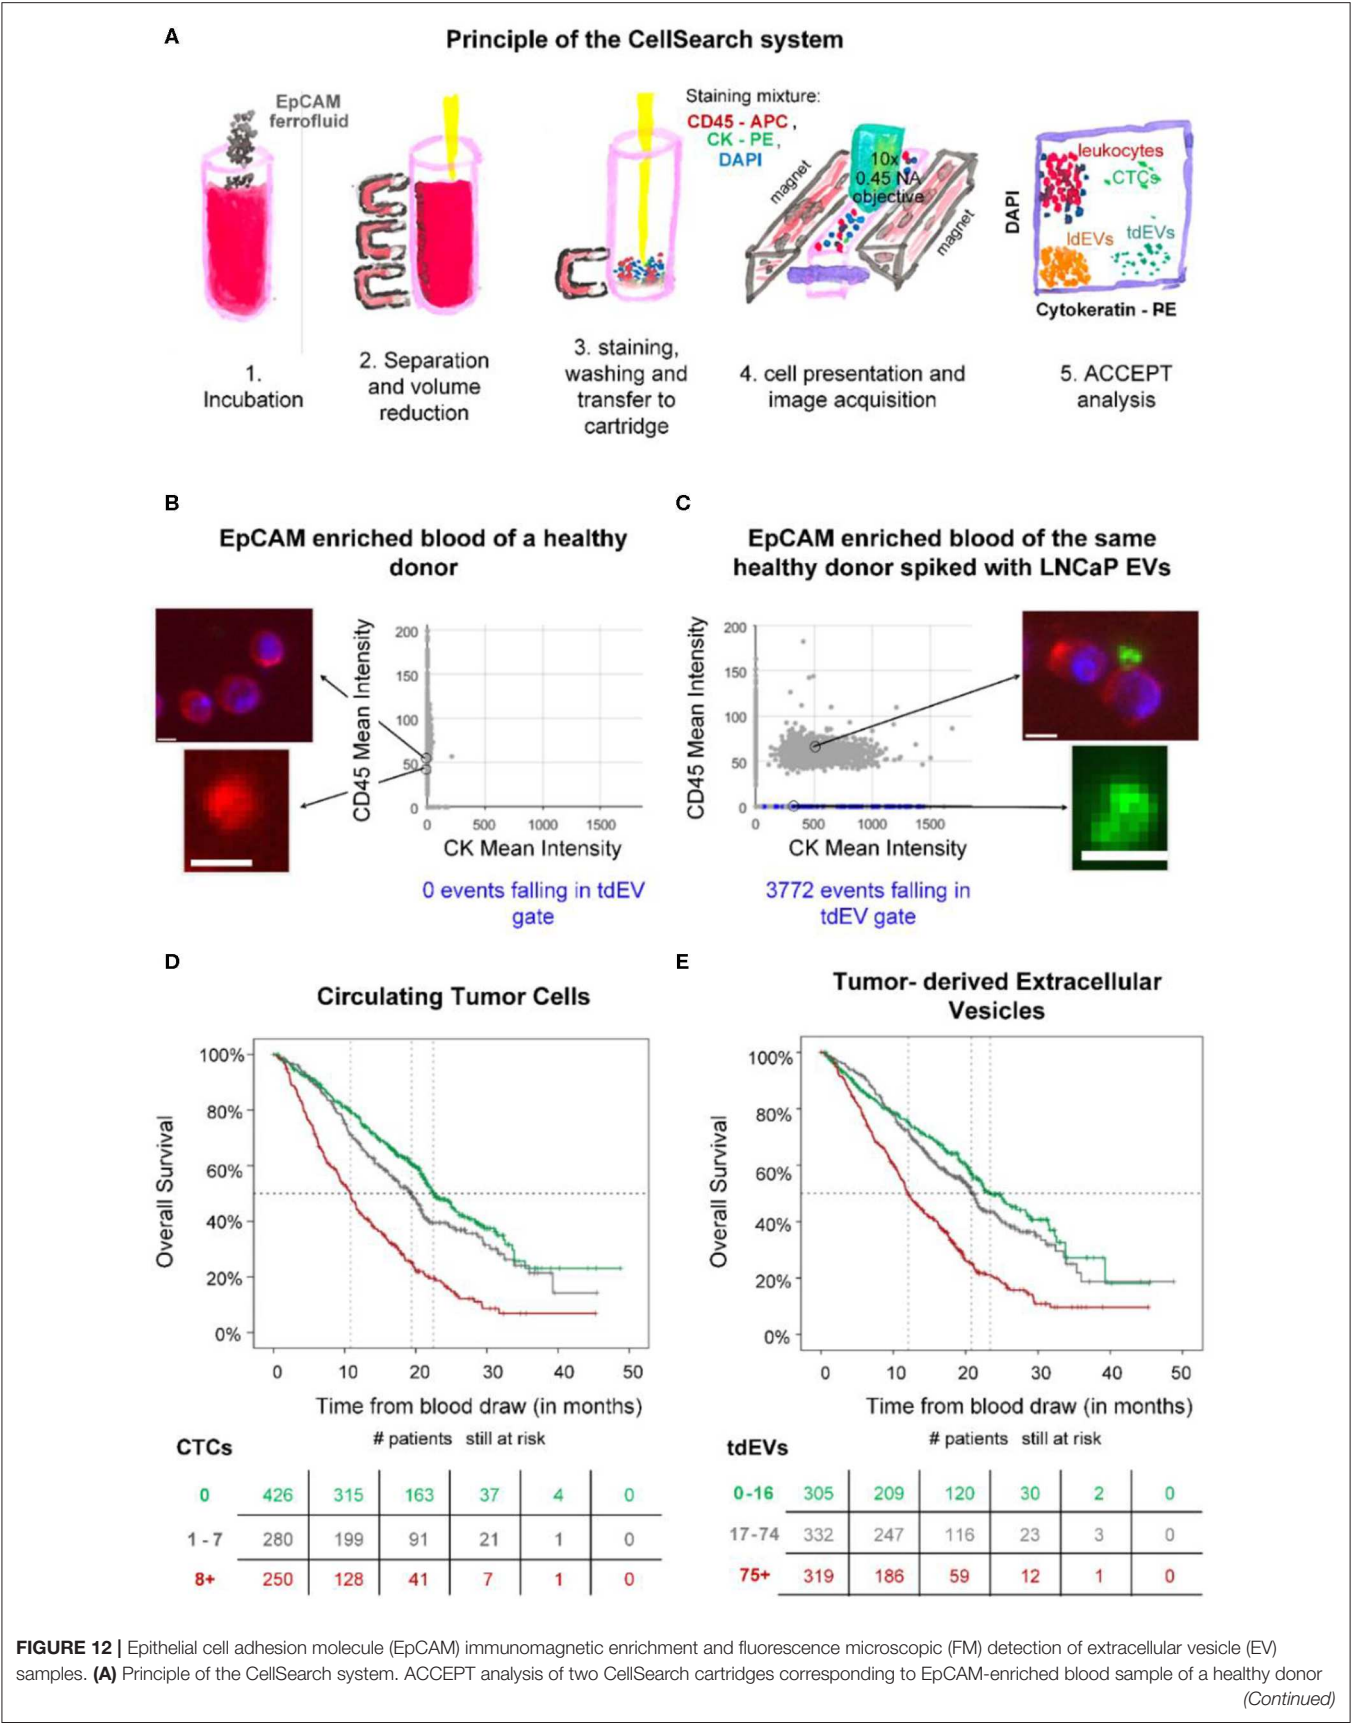 A
Principle of the CellSearch system
EpCAM
ferrofluid
Staining mixture:
CD45 - APC ,
CK - PE ,
DAPI
magnet
10x
0.45 NA
objective
magnet
DAPI
leukocytes
CTCs
ldEVs
tdEVs
Cytokeratin - PE
1.
Incubation
2. Separation
and volume
reduction
3. staining,
washing and
transfer to
cartridge
4. cell presentation and
image acquisition
5. ACCEPT
analysis
B
EpCAM enriched blood of a healthy
donor
CD45 Mean Intensity
200
150
100
50
0
0 500 1000 1500
CK Mean Intensity
0 events falling in tdEV
gate
C
EpCAM enriched blood of the same
healthy donor spiked with LNCaP EVs
CD45 Mean Intensity
200
150
100
50
0
0 500 1000 1500
CK Mean Intensity
3772 events falling in
tdEV gate
D
Circulating Tumor Cells
Overall Survival
100%
80%
60%
40%
20%
0%
0 10 20 30 40 50
Time from blood draw (in months)
CTCs
# patients still at risk
0 426 315 163 37 4 0
1 - 7 280 199 91 21 1 0
8+ 250 128 41 7 1 0
E
Tumor- derived Extracellular
Vesicles
Overall Survival
100%
80%
60%
40%
20%
0%
0 10 20 30 40 50
Time from blood draw (in months)
tdEVs
# patients still at risk
0-16 305 209 120 30 2 0
17-74 332 247 116 23 3 0
75+ 319 186 59 12 1 0
FIGURE 12 | Epithelial cell adhesion molecule (EpCAM) immunomagnetic enrichment and fluorescence microscopic (FM) detection of extracellular vesicle (EV)
samples. (A) Principle of the CellSearch system. ACCEPT analysis of two CellSearch cartridges corresponding to EpCAM-enriched blood sample of a healthy donor
(Continued)